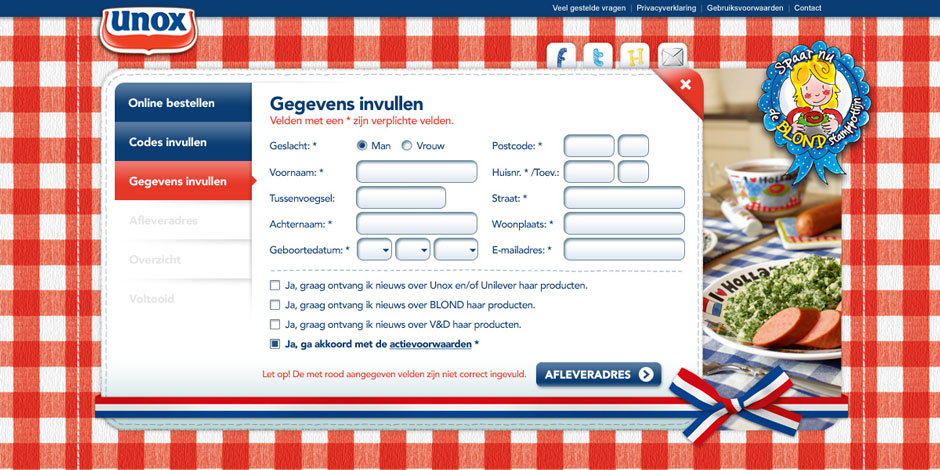 Veel gestelde vragen | Privacyverklaring | Gebruiksvoorwaarden | Contact
unox
f t H
Spaar nu
de BLOND stamppotlijn
Online bestellen
Codes invullen
Gegevens invullen
Afleveradres
Overzicht
Voltooid
Gegevens invullen
Velden met een * zijn verplichte velden.
Geslacht: * Man Vrouw
Voornaam: *
Tussenvoegsel:
Achternaam: *
Geboortedatum: *
Postcode: *
Huisnr. * /Toev.:
Straat: *
Woonplaats: *
E-mailadres: *
Ja, graag ontvang ik nieuws over Unox en/of Unilever haar producten.
Ja, graag ontvang ik nieuws over BLOND haar producten.
Ja, graag ontvang ik nieuws over V&D haar producten.
Ja, ga akkoord met de actievoorwaarden *
Let op! De met rood aangegeven velden zijn niet correct ingevuld.
AFLEVERADRES